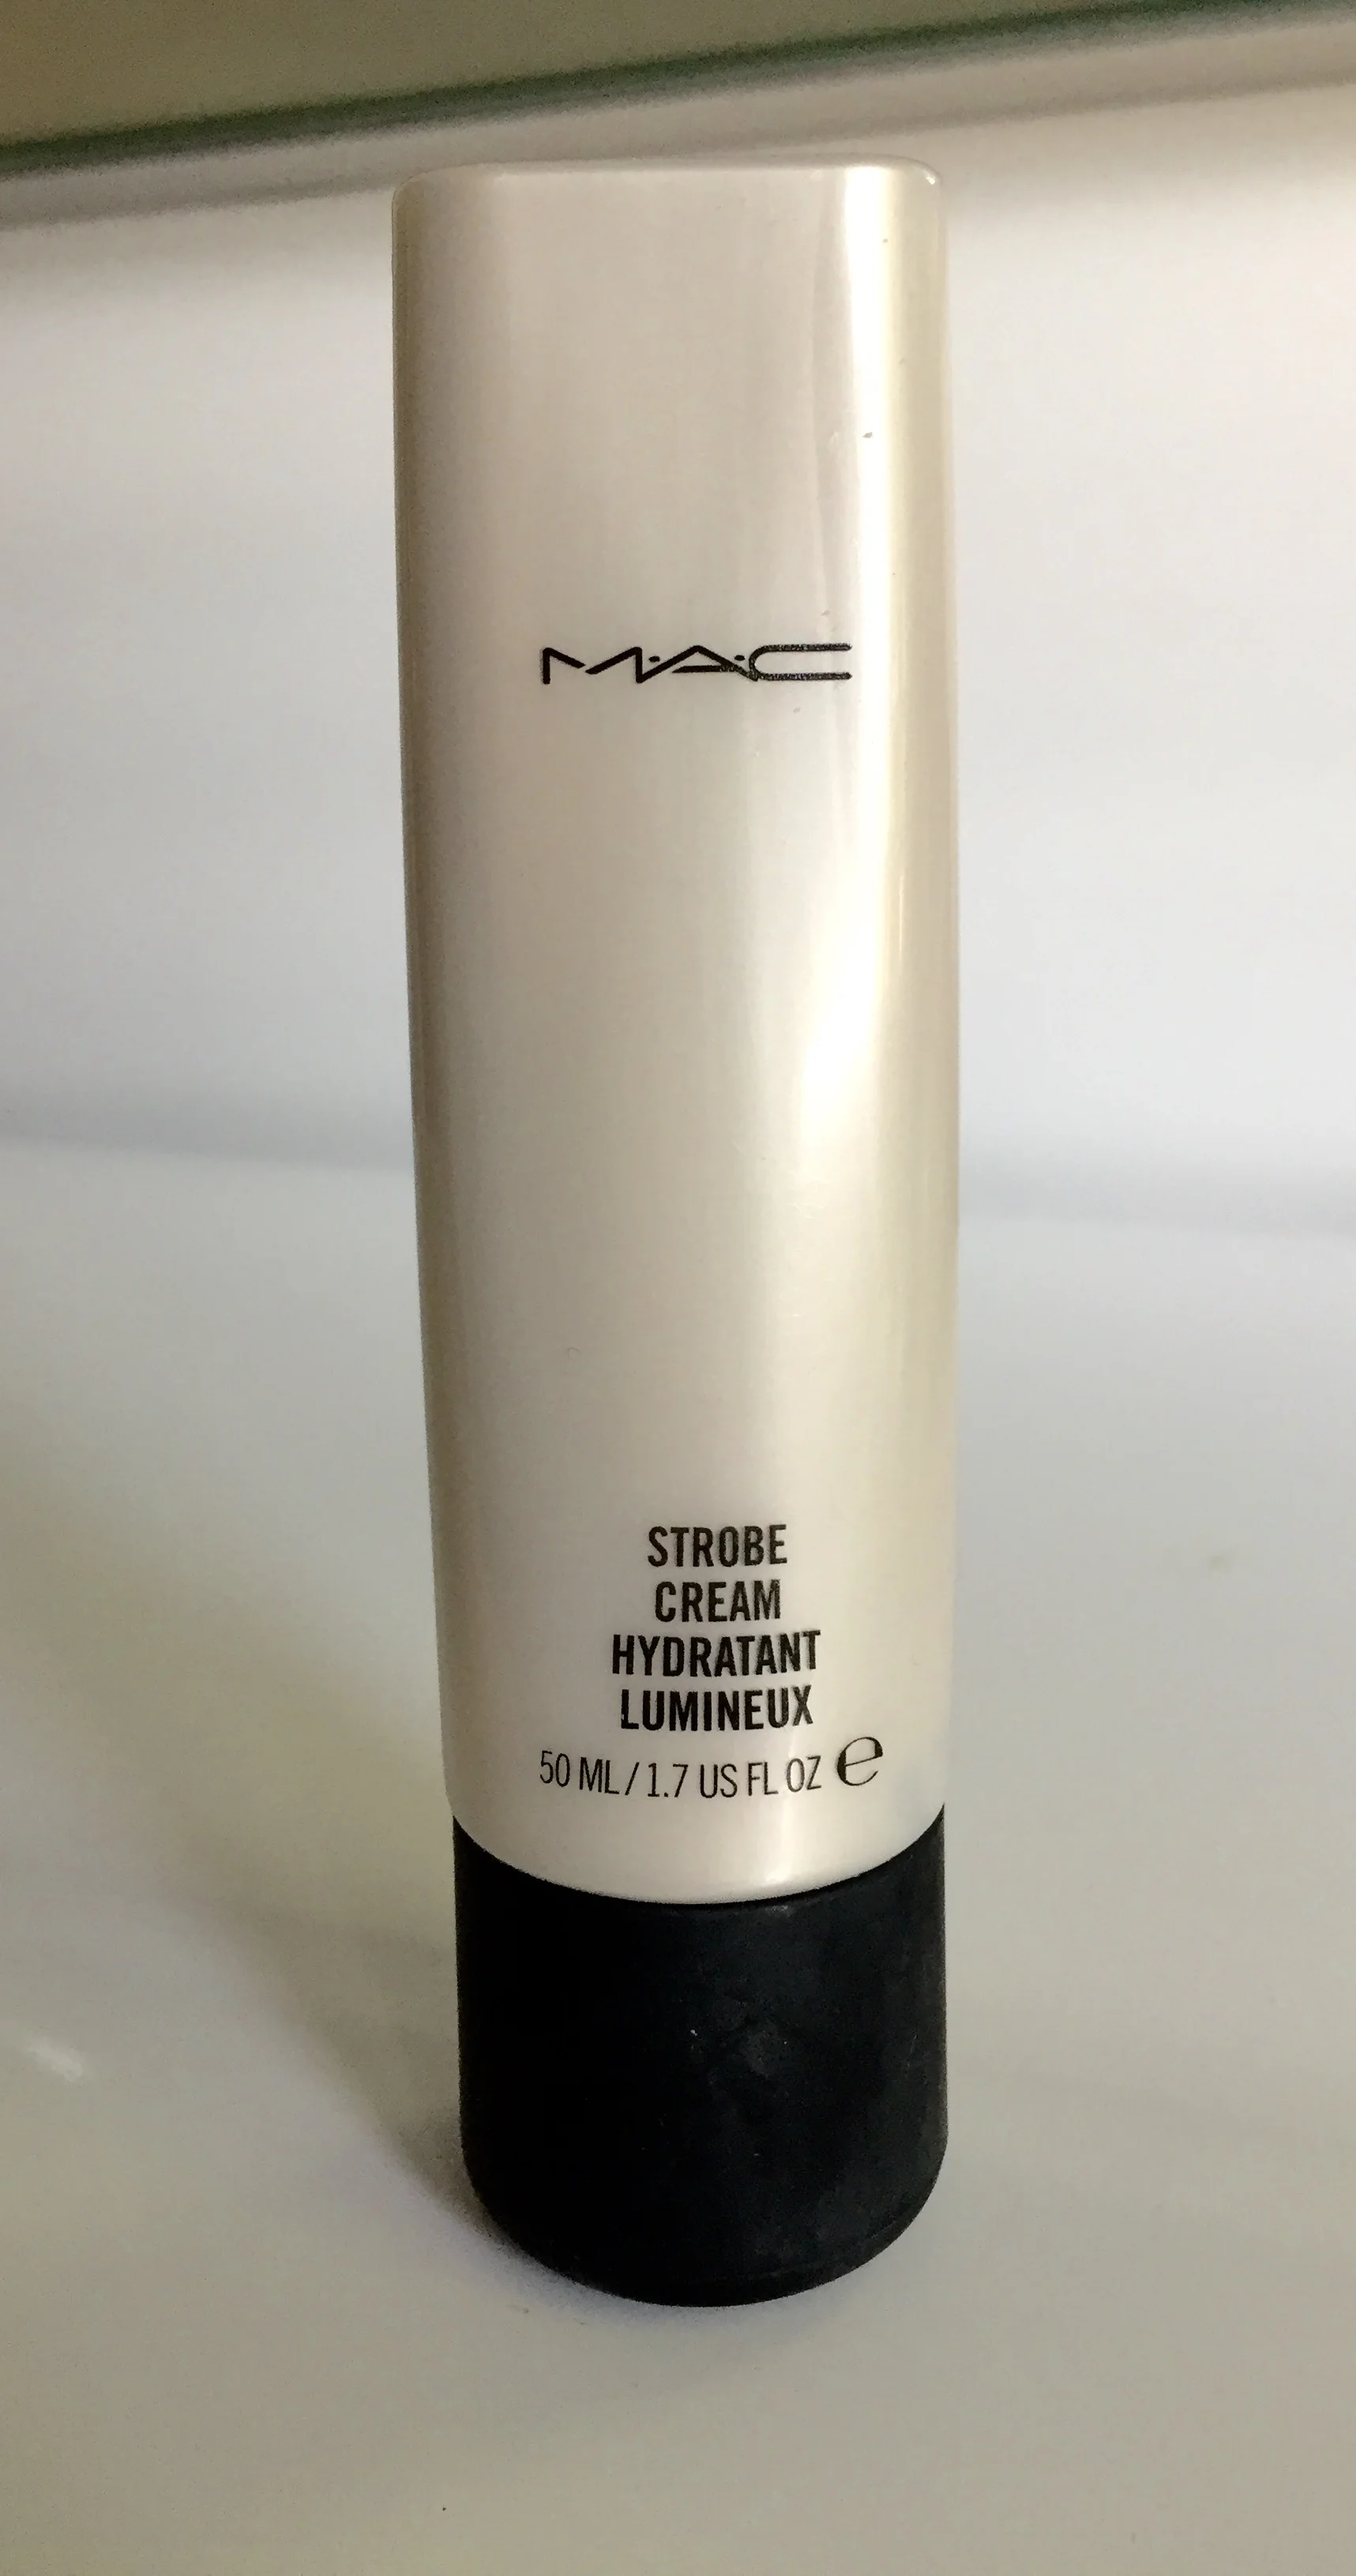 M·A·C
STROBE
CREAM
HYDRATANT
LUMINEUX
50 ML / 1.7 US FL OZ ℮